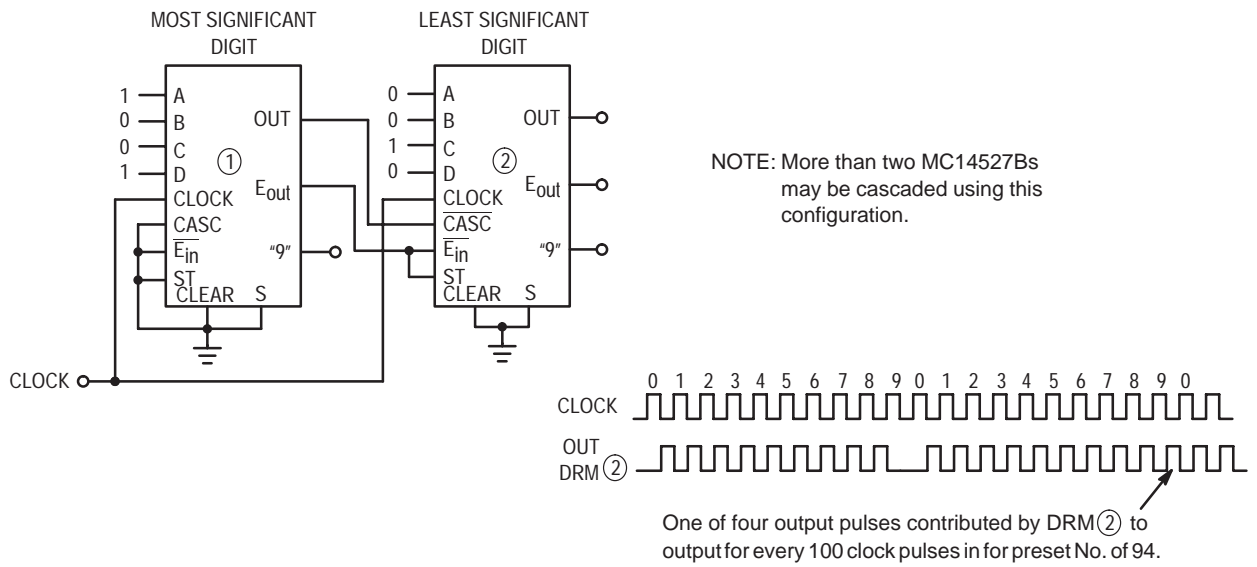 MOST SIGNIFICANT
DIGIT
LEAST SIGNIFICANT
DIGIT
1 A
0 B
0 C
1 D
CLOCK
CASC
Ein
ST
CLEAR S
OUT
Eout
"9"
1
0 A
0 B
1 C
0 D
CLOCK
CASC
Ein
ST
CLEAR S
OUT
Eout
"9"
2
NOTE: More than two MC14527Bs
may be cascaded using this
configuration.
CLOCK
0 1 2 3 4 5 6 7 8 9 0 1 2 3 4 5 6 7 8 9 0
CLOCK
OUT
DRM 2
One of four output pulses contributed by DRM 2 to
output for every 100 clock pulses in for preset No. of 94.